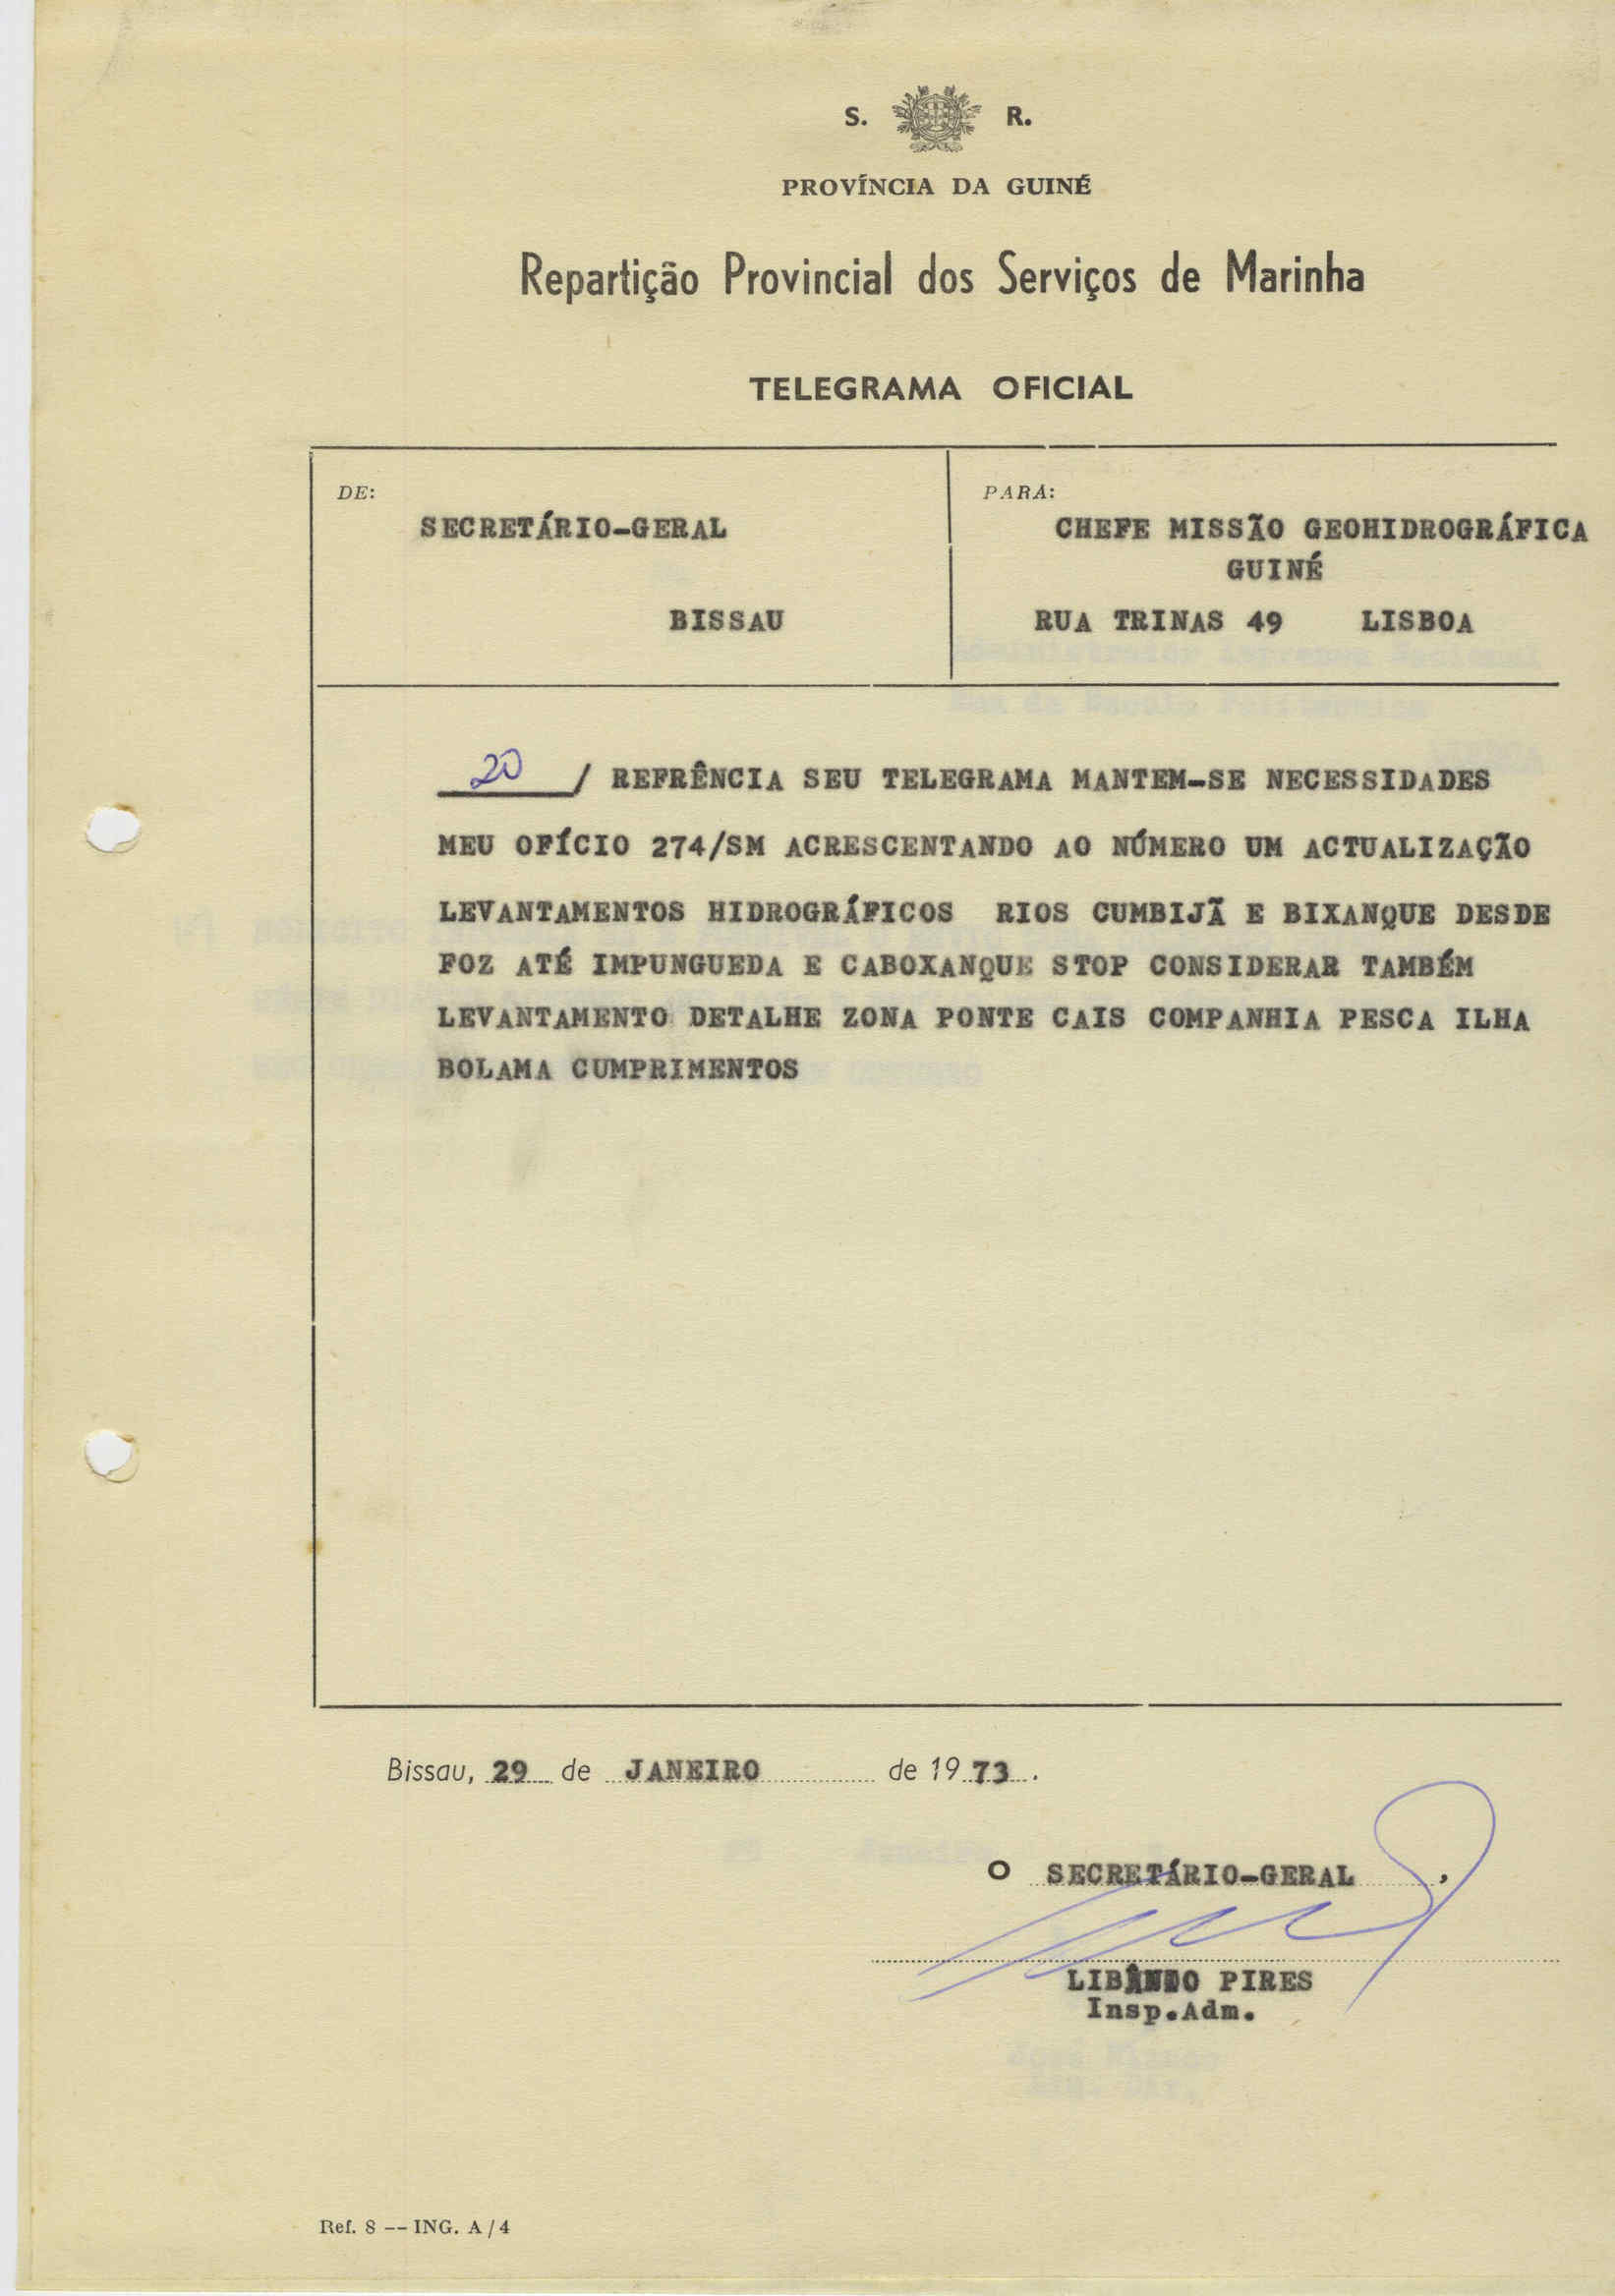 S. R.
PROVÍNCIA DA GUINÉ
Repartição Provincial dos Serviços de Marinha
TELEGRAMA OFICIAL
DE:
SECRETÁRIO-GERAL
BISSAU
PARA:
CHEFE MISSÃO GEOHIDROGRÁFICA
GUINÉ
RUA TRINAS 49 LISBOA
20 / REFRÊNCIA SEU TELEGRAMA MANTEM-SE NECESSIDADES
MEU OFÍCIO 274/SM ACRESCENTANDO AO NÚMERO UM ACTUALIZAÇÃO
LEVANTAMENTOS HIDROGRÁFICOS RIOS CUMBIJÃ E BIXANQUE DESDE
FOZ ATÉ IMPUNGUEDA E CABOXANQUE STOP CONSIDERAR TAMBÉM
LEVANTAMENTO DETALHE ZONA PONTE CAIS COMPANHIA PESCA ILHA
BOLAMA CUMPRIMENTOS
Bissau, 29 de JANEIRO de 1973.
O SECRETÁRIO-GERAL,
PIRES
Insp.Adm.
Ref. 8 -- ING. A/4